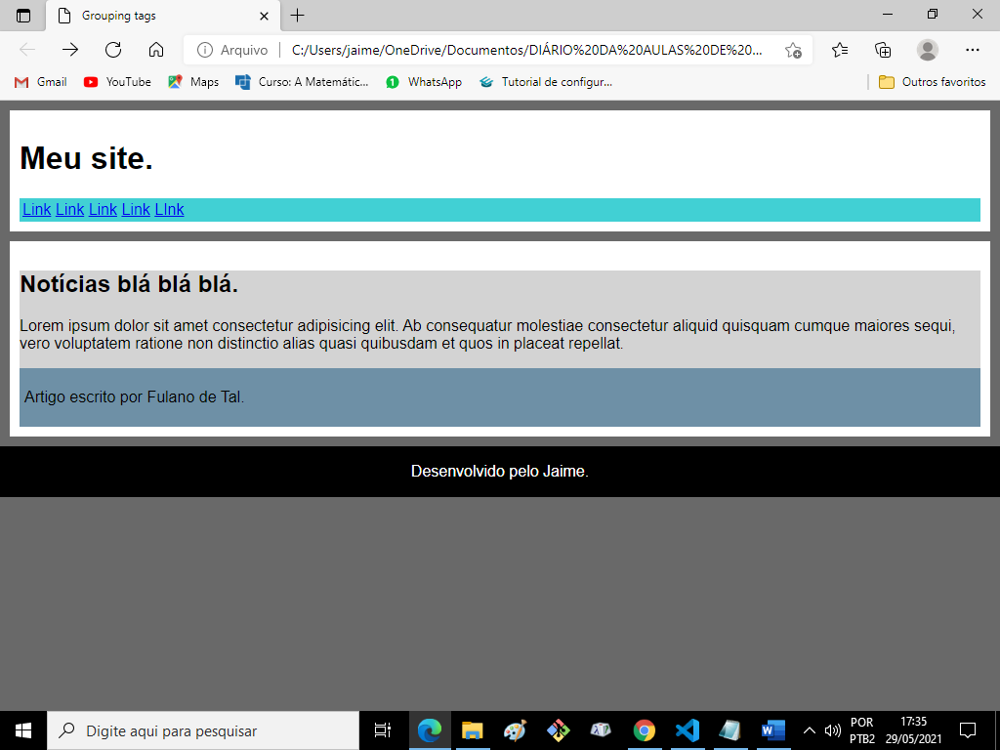 Grouping tags
Arquivo C:/Users/jaime/OneDrive/Documentos/DIÁRIO%20DA%20AULAS%20DE%20...
Gmail YouTube Maps Curso: A Matemátic... WhatsApp Tutorial de configur... Outros favoritos
Meu site.
Link Link Link Link LInk
Notícias blá blá blá.
Lorem ipsum dolor sit amet consectetur adipisicing elit. Ab consequatur molestiae consectetur aliquid quisquam cumque maiores sequi,
vero voluptatem ratione non distinctio alias quasi quibusdam et quos in placeat repellat.
Artigo escrito por Fulano de Tal.
Desenvolvido pelo Jaime.
Digite aqui para pesquisar
POR 17:35
PTB2 29/05/2021